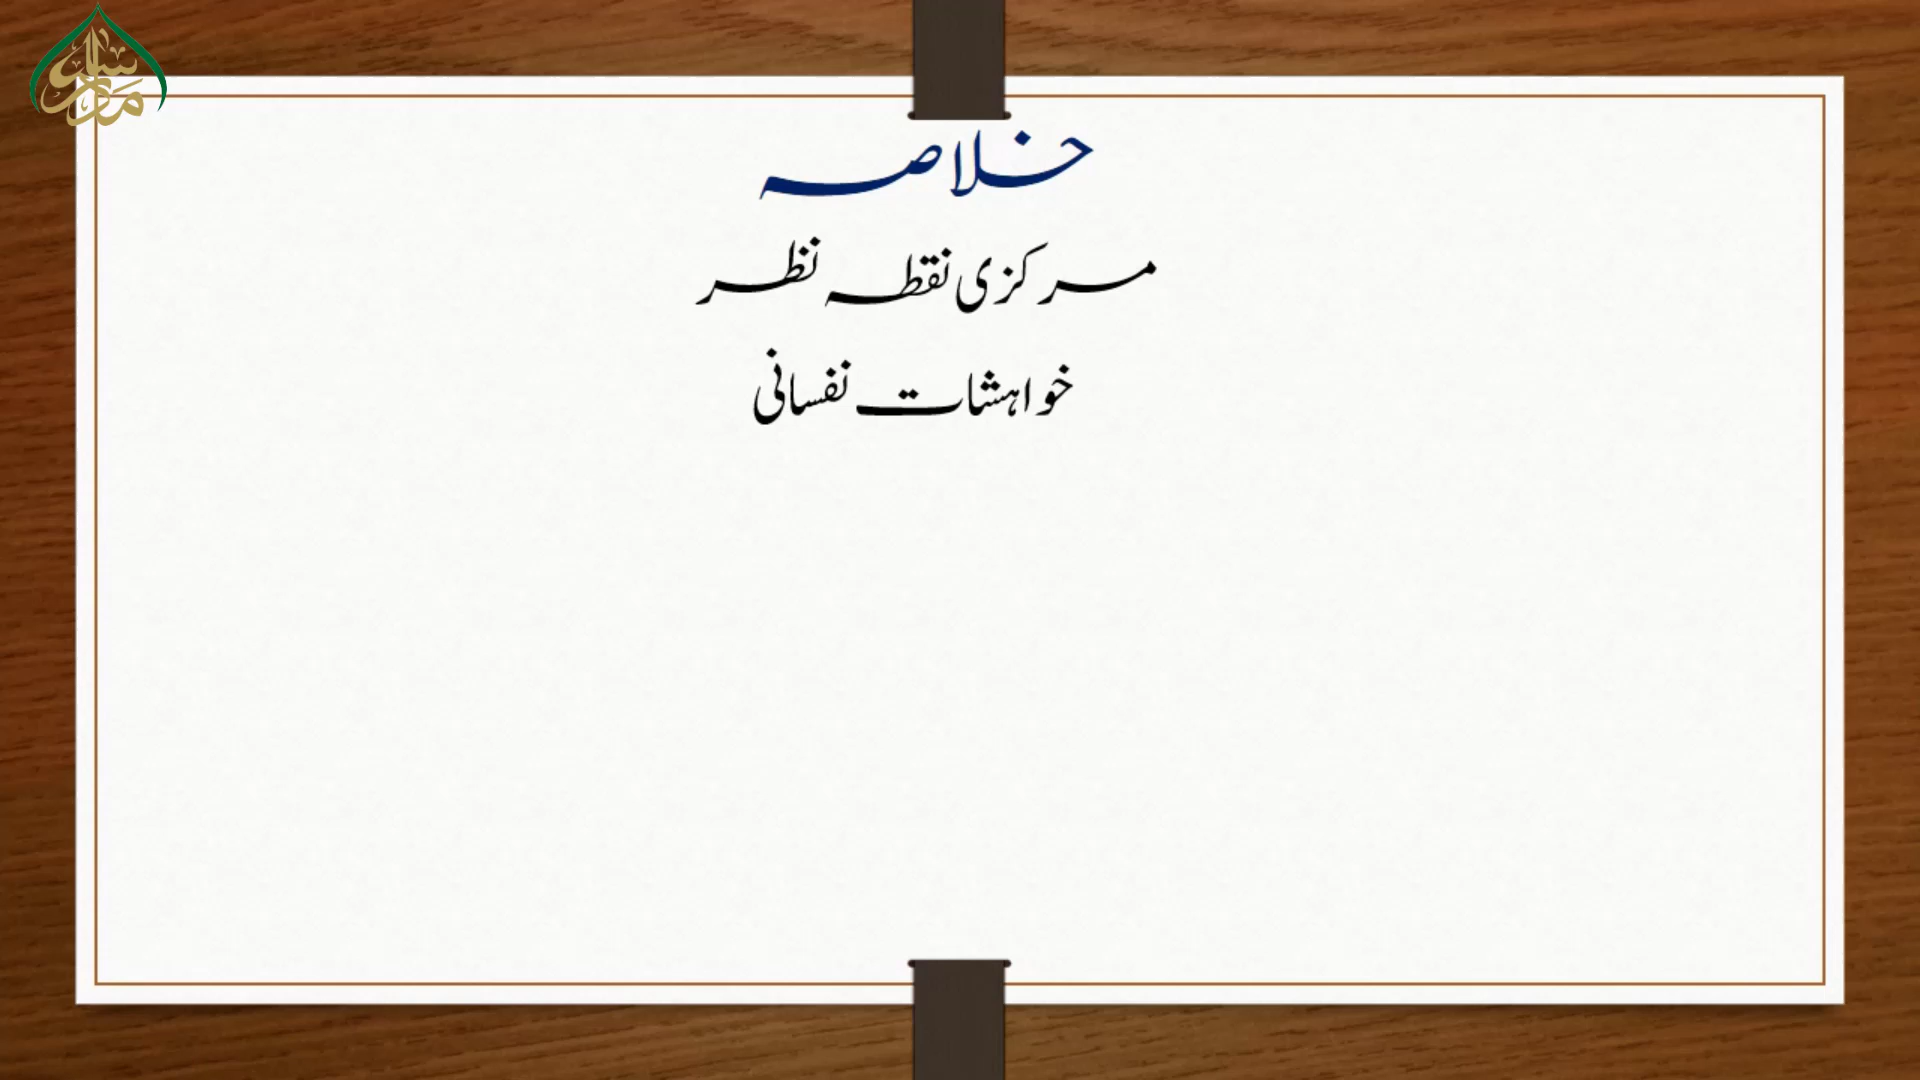 خلاصہ
مرکزی نقطہ نظر
خواہشات نفسانی